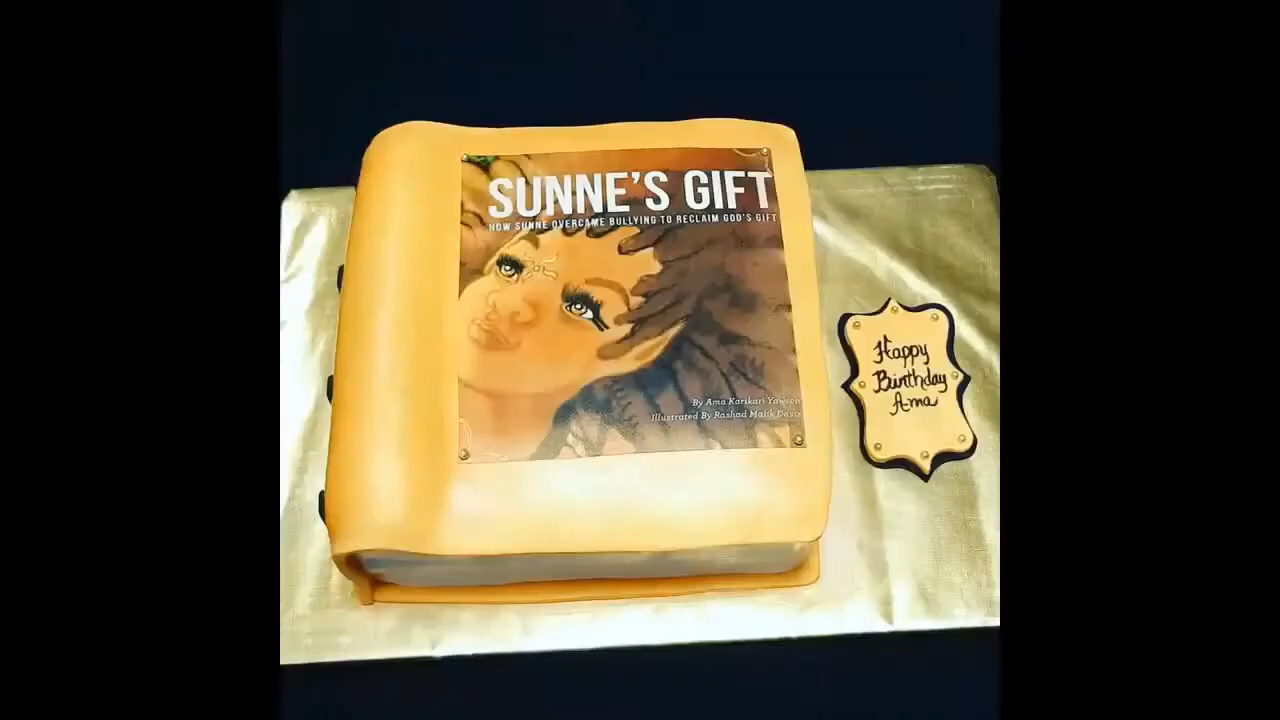 SUNNE'S GIFT
HOW SUNNE OVERCAME BULLYING TO RECLAIM GOD'S GIFT
By Ama Karikari Yawson
Illustrated By Rashad Malik Davis
Happy
Birthday
Ama